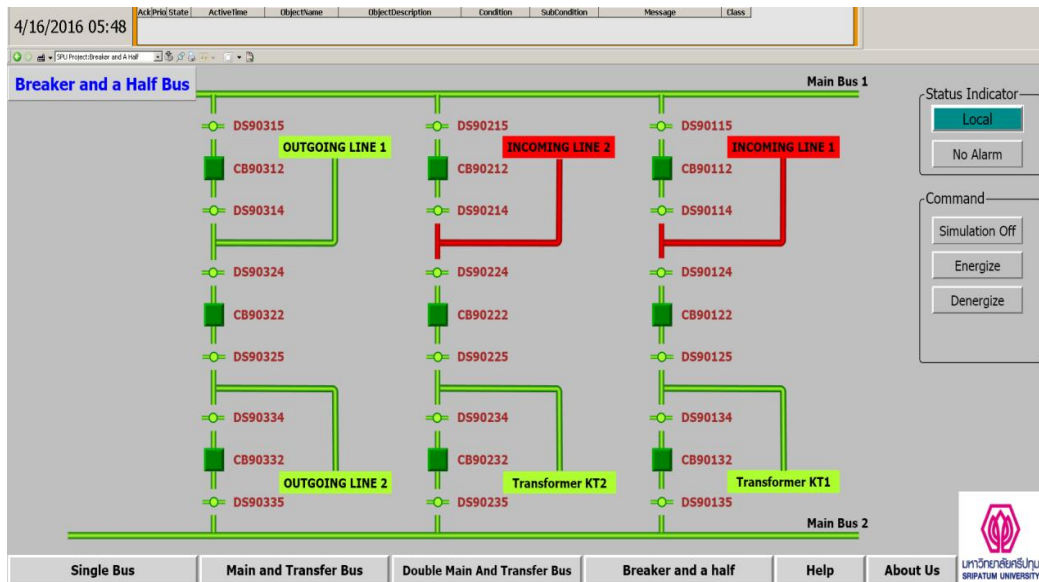 4/16/2016 05:48
Ack Prio State ActiveTime ObjectName ObjectDescription Condition SubCondition Message Class
SPU Project:Breaker and A Half
Breaker and a Half Bus
Main Bus 1
DS90315 DS90215 DS90115
OUTGOING LINE 1 INCOMING LINE 2 INCOMING LINE 1
CB90312 CB90212 CB90112
DS90314 DS90214 DS90114
DS90324 DS90224 DS90124
CB90322 CB90222 CB90122
DS90325 DS90225 DS90125
DS90334 DS90234 DS90134
CB90332 CB90232 CB90132
OUTGOING LINE 2 Transformer KT2 Transformer KT1
DS90335 DS90235 DS90135
Main Bus 2
Status Indicator
Local
No Alarm
Command
Simulation Off
Energize
Denergize
มหาวิทยาลัยศรีปทุม
SRIPATUM UNIVERSITY
Single Bus Main and Transfer Bus Double Main And Transfer Bus Breaker and a half Help About Us